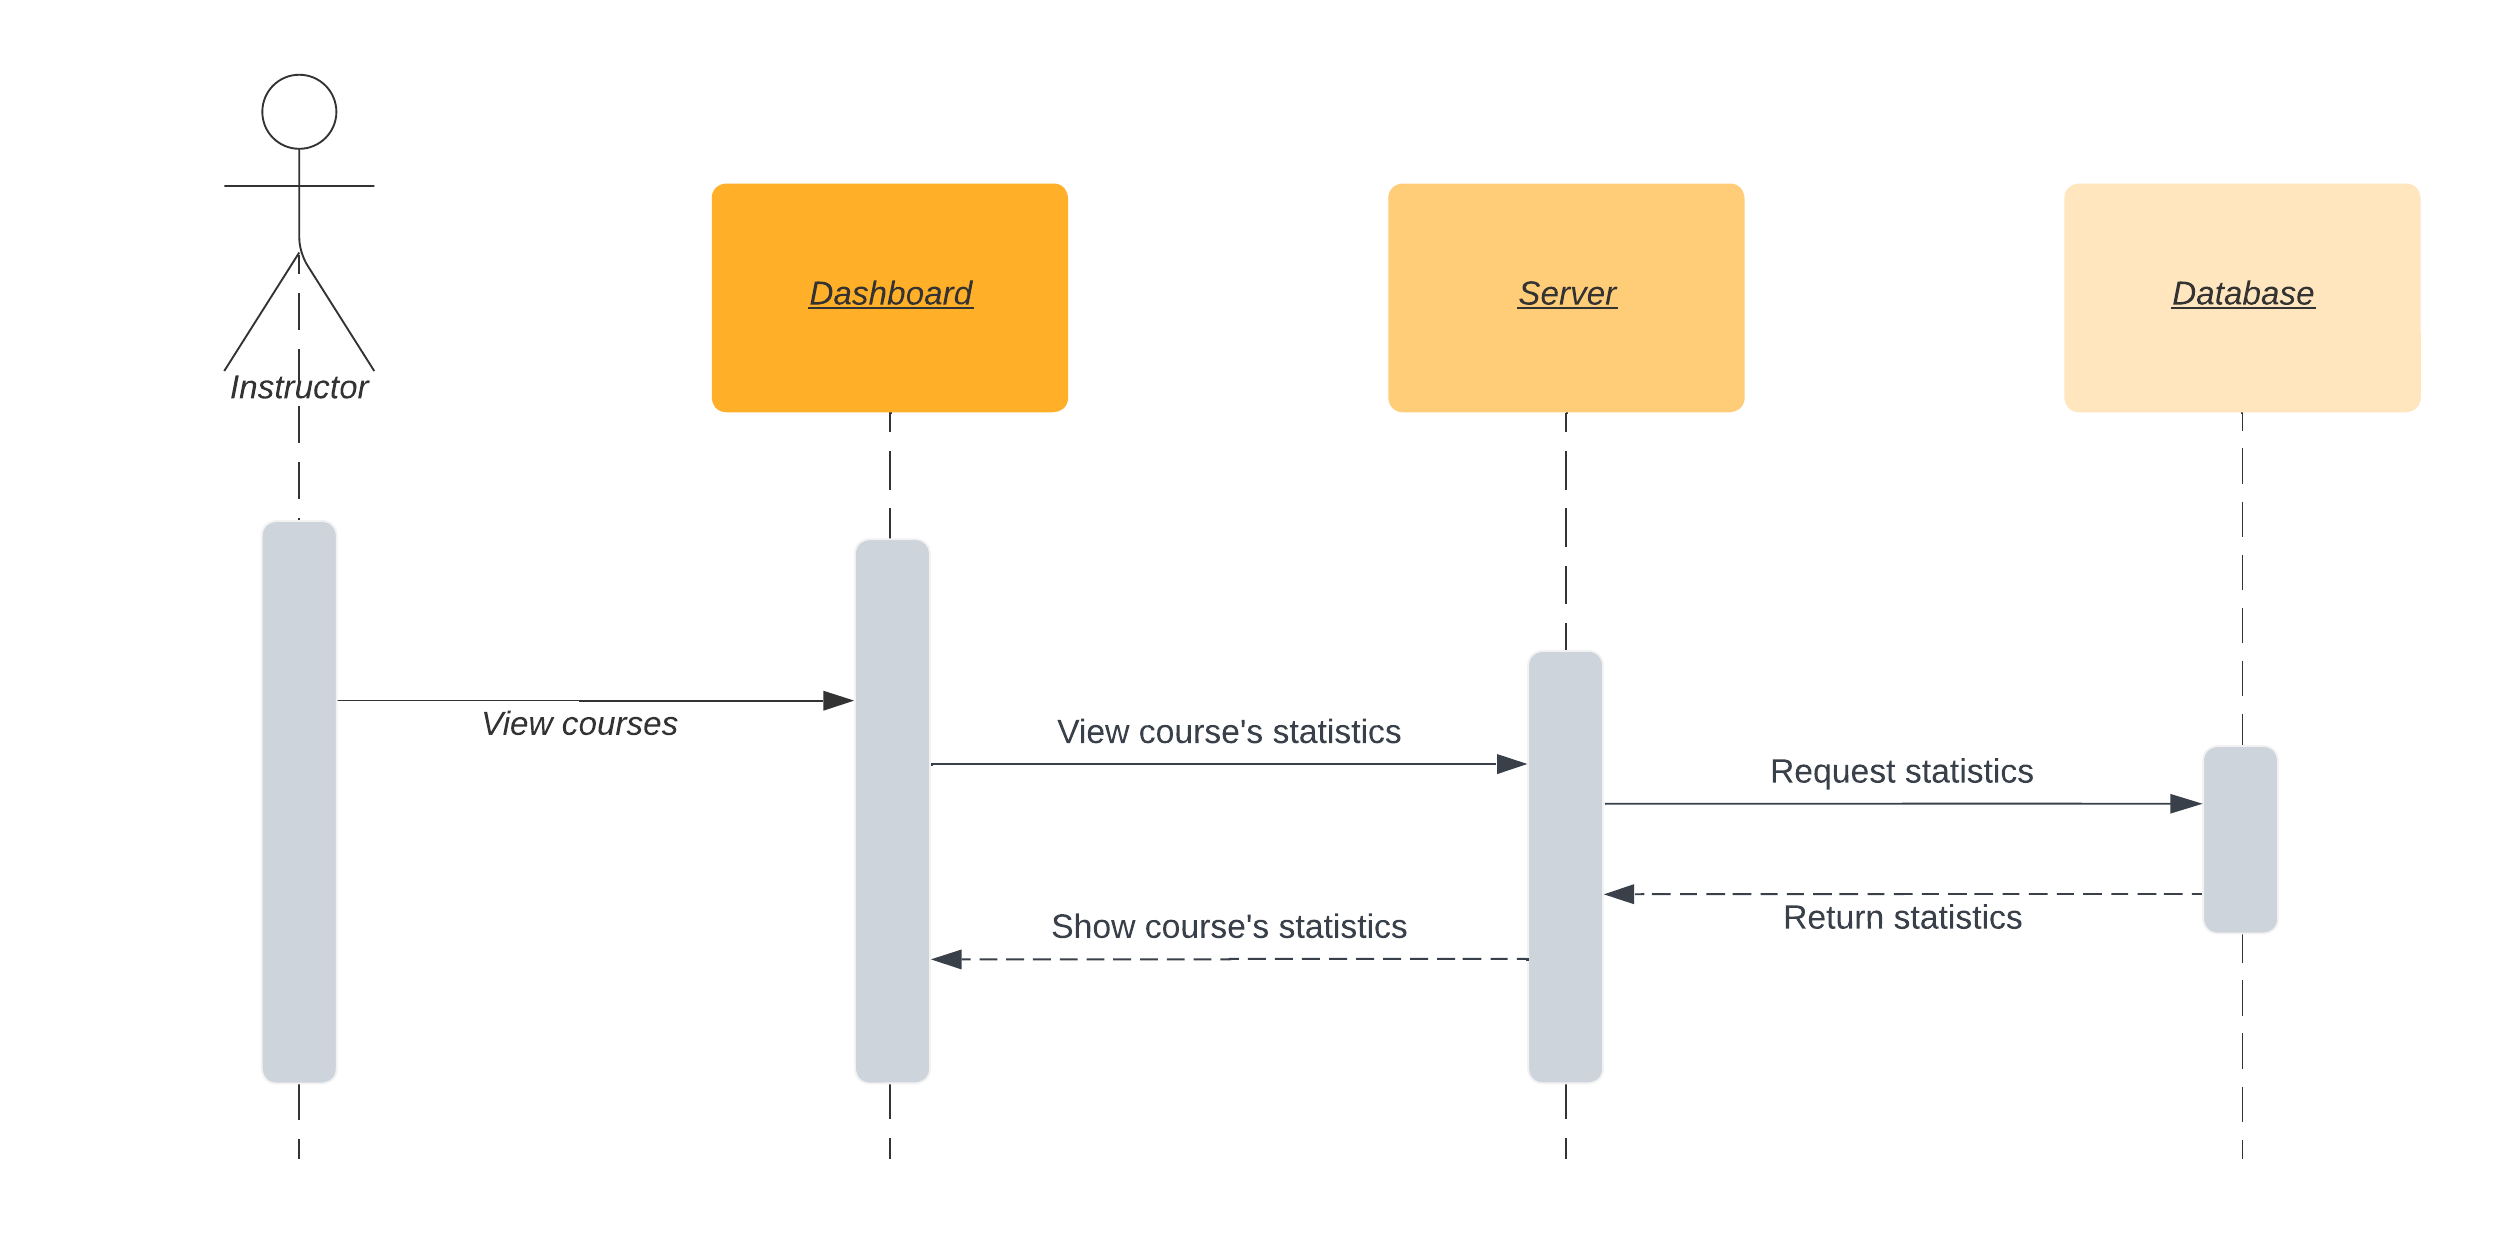 Dashboard
Server
Database
Instructor
View courses
View course's statistics
Request statistics
Return statistics
Show course's statistics